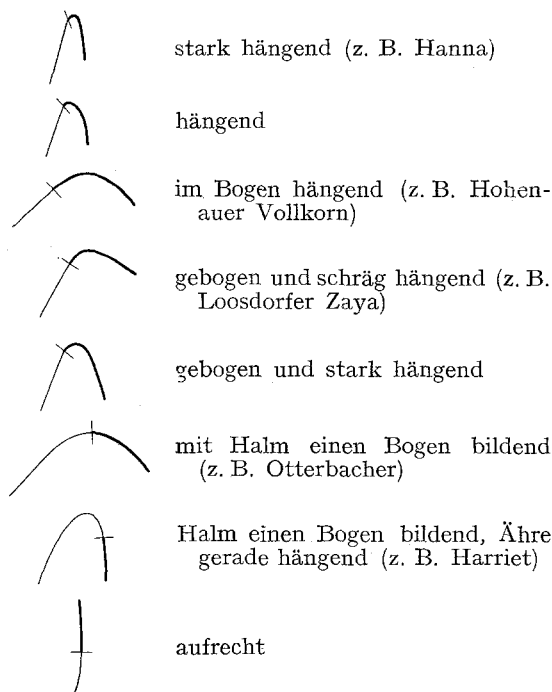 stark hängend (z. B. Hanna)
hängend
im Bogen hängend (z. B. Hohen-
auer Vollkorn)
gebogen und schräg hängend (z. B.
Loosdorfer Zaya)
gebogen und stark hängend
mit Halm einen Bogen bildend
(z. B. Otterbacher)
Halm einen Bogen bildend, Ähre
gerade hängend (z. B. Harriet)
aufrecht